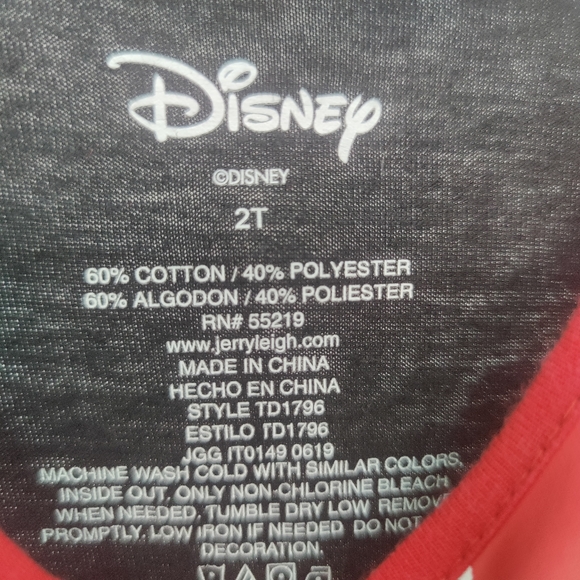 Disney
©DISNEY
2T
60% COTTON / 40% POLYESTER
60% ALGODON / 40% POLIESTER
RN# 55219
www.jerryleigh.com
MADE IN CHINA
HECHO EN CHINA
STYLE TD1796
ESTILO TD1796
JGG IT0149 0619
MACHINE WASH COLD WITH SIMILAR COLORS,
INSIDE OUT, ONLY NON-CHLORINE BLEACH
WHEN NEEDED, TUMBLE DRY LOW, REMOVE
PROMPTLY, LOW IRON IF NEEDED DO NOT
DECORATION.